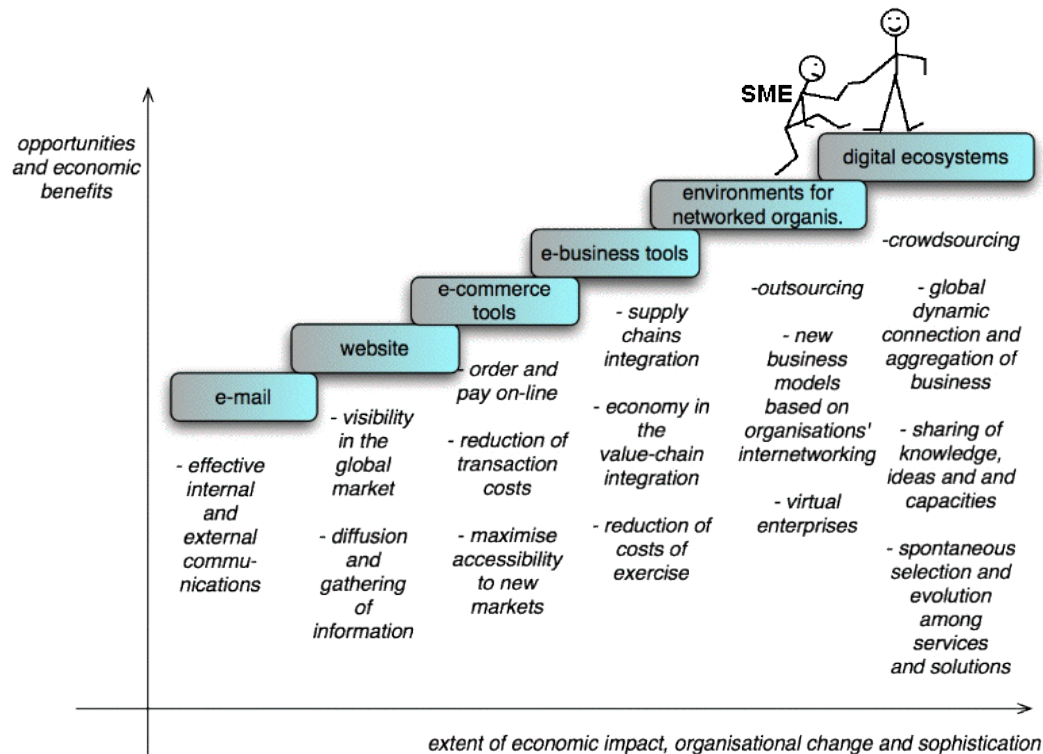 SME
opportunities
and economic
benefits
digital ecosystems
environments for
networked organis.
e-business tools
e-commerce
tools
website
e-mail
- effective
internal
and
external
commu-
nications
- visibility
in the
global
market
- diffusion
and
gathering
of
information
- order and
pay on-line
- reduction of
transaction
costs
- maximise
accessibility
to new
markets
- supply
chains
integration
- economy in
the
value-chain
integration
- reduction of
costs of
exercise
-outsourcing
- new
business
models
based on
organisations'
internetworking
- virtual
enterprises
-crowdsourcing
- global
dynamic
connection and
aggregation of
business
- sharing of
knowledge,
ideas and and
capacities
- spontaneous
selection and
evolution
among
services
and solutions
extent of economic impact, organisational change and sophistication